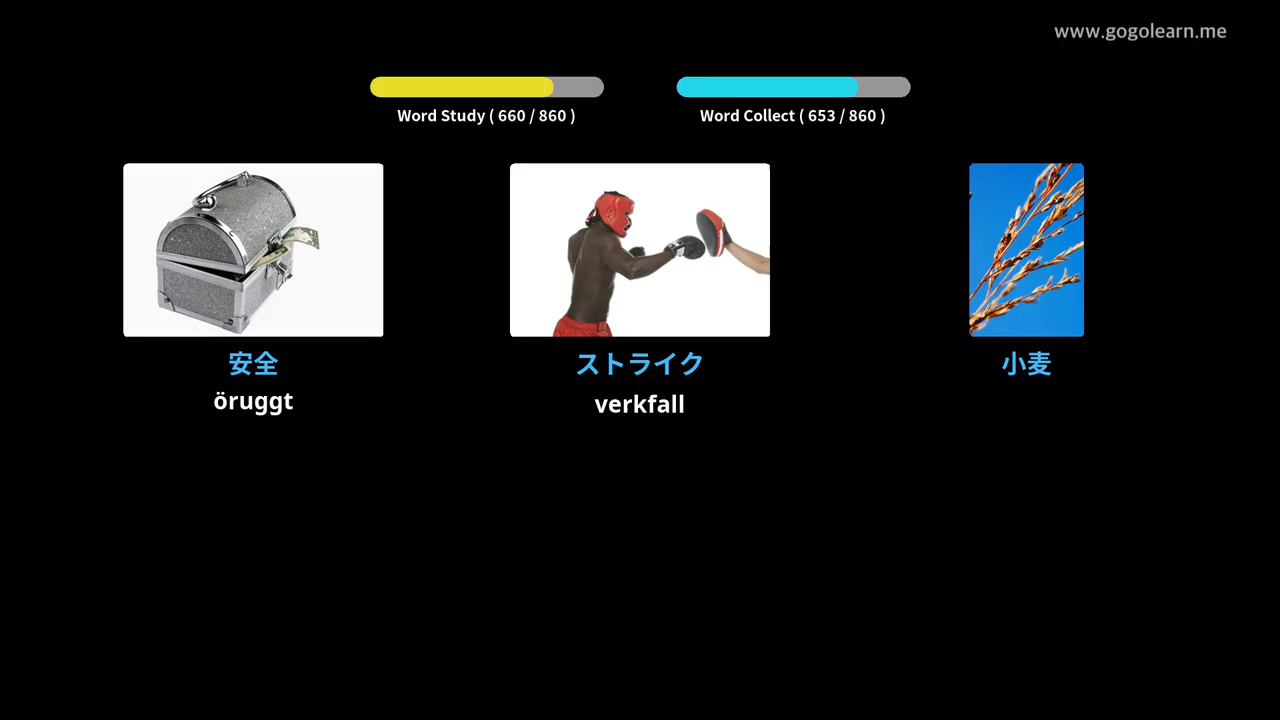 www.gogolearn.me
Word Study ( 660 / 860 )
Word Collect ( 653 / 860 )
安全
ストライク
小麦
öruggt
verkfall